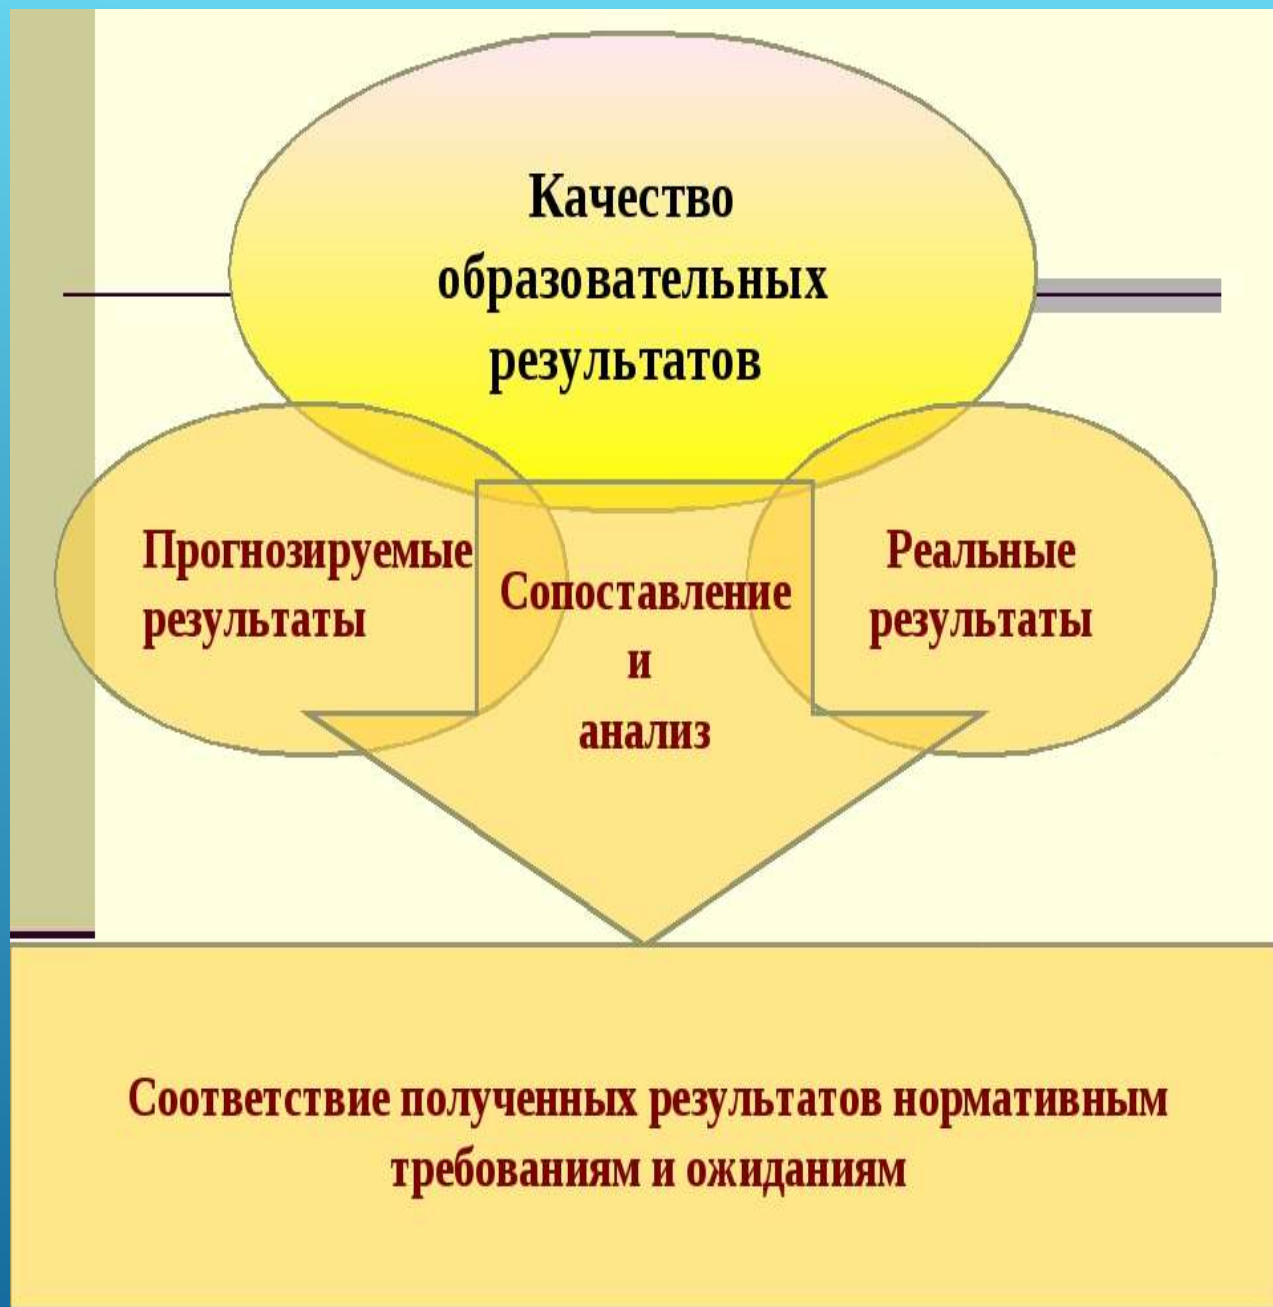 Качество
образовательных
результатов
Прогнозируемые
результаты
Сопоставление
и
анализ
Реальные
результаты
Соответствие полученных результатов нормативным
требованиям и ожиданиям